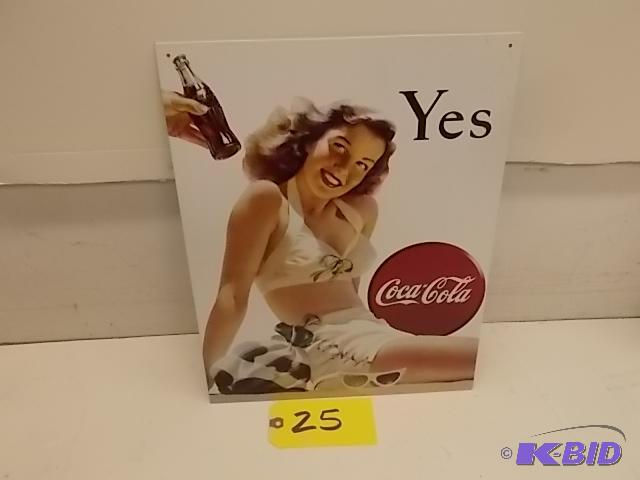 Yes
Coca-Cola
25
© K-BID